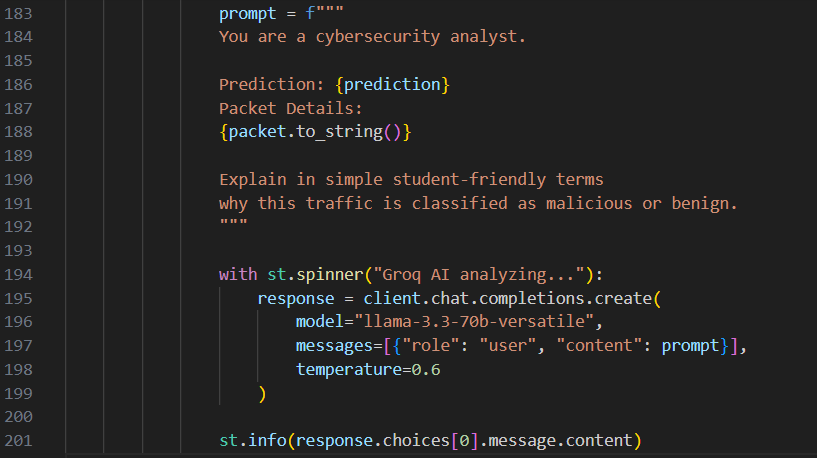 183 prompt = f"""
184 You are a cybersecurity analyst.
185
186 Prediction: {prediction}
187 Packet Details:
188 {packet.to_string()}
189
190 Explain in simple student-friendly terms
191 why this traffic is classified as malicious or benign.
192 """
193
194 with st.spinner("Groq AI analyzing..."):
195     response = client.chat.completions.create(
196         model="llama-3.3-70b-versatile",
197         messages=[{"role": "user", "content": prompt}],
198         temperature=0.6
199     )
200
201 st.info(response.choices[0].message.content)